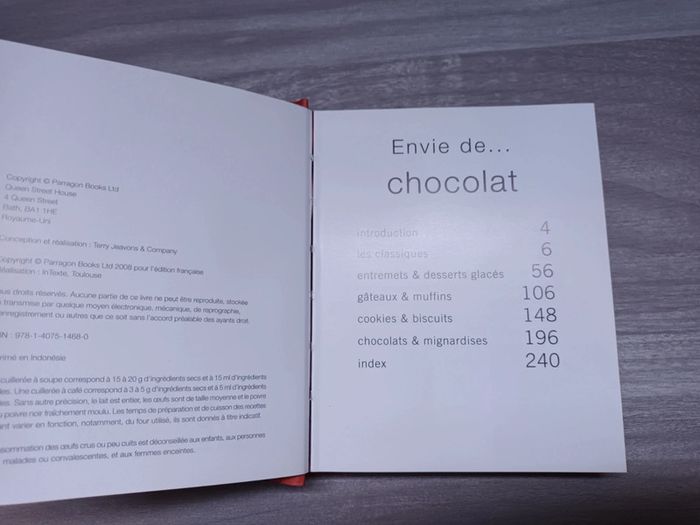 Copyright © Parragon Books Ltd
Queen Street House
4 Queen Street
Bath, BA1 1HE
Royaume-Uni
Conception et réalisation : Terry Jeavons & Company
Copyright © Parragon Books Ltd 2008 pour l'édition française
Réalisation : InTexte, Toulouse
droits réservés. Aucune partie de ce livre ne peut être reproduite, stockée
transmise par quelque moyen électronique, mécanique, de reprographie,
enregistrement ou autres que ce soit sans l'accord préalable des ayants droit.
: 978-1-4075-1468-0
en Indonésie
cuillerée à soupe correspond à 15 à 20 g d'ingrédients secs et à 15 ml d'ingrédients
Une cuillerée à café correspond à 3 à 5 g d'ingrédients secs et à 5 ml d'ingrédients
Sans autre précision, le lait est entier, les œufs sont de taille moyenne et le poivre
poivre noir fraîchement moulu. Les temps de préparation et de cuisson des recettes
varier en fonction, notamment, du four utilisé, ils sont donnés à titre indicatif.
des œufs crus ou peu cuits est déconseillée aux enfants, aux personnes
malades ou convalescentes, et aux femmes enceintes.
Envie de...
chocolat
introduction 4
les classiques 6
entremets & desserts glacés 56
gâteaux & muffins 106
cookies & biscuits 148
chocolats & mignardises 196
index 240